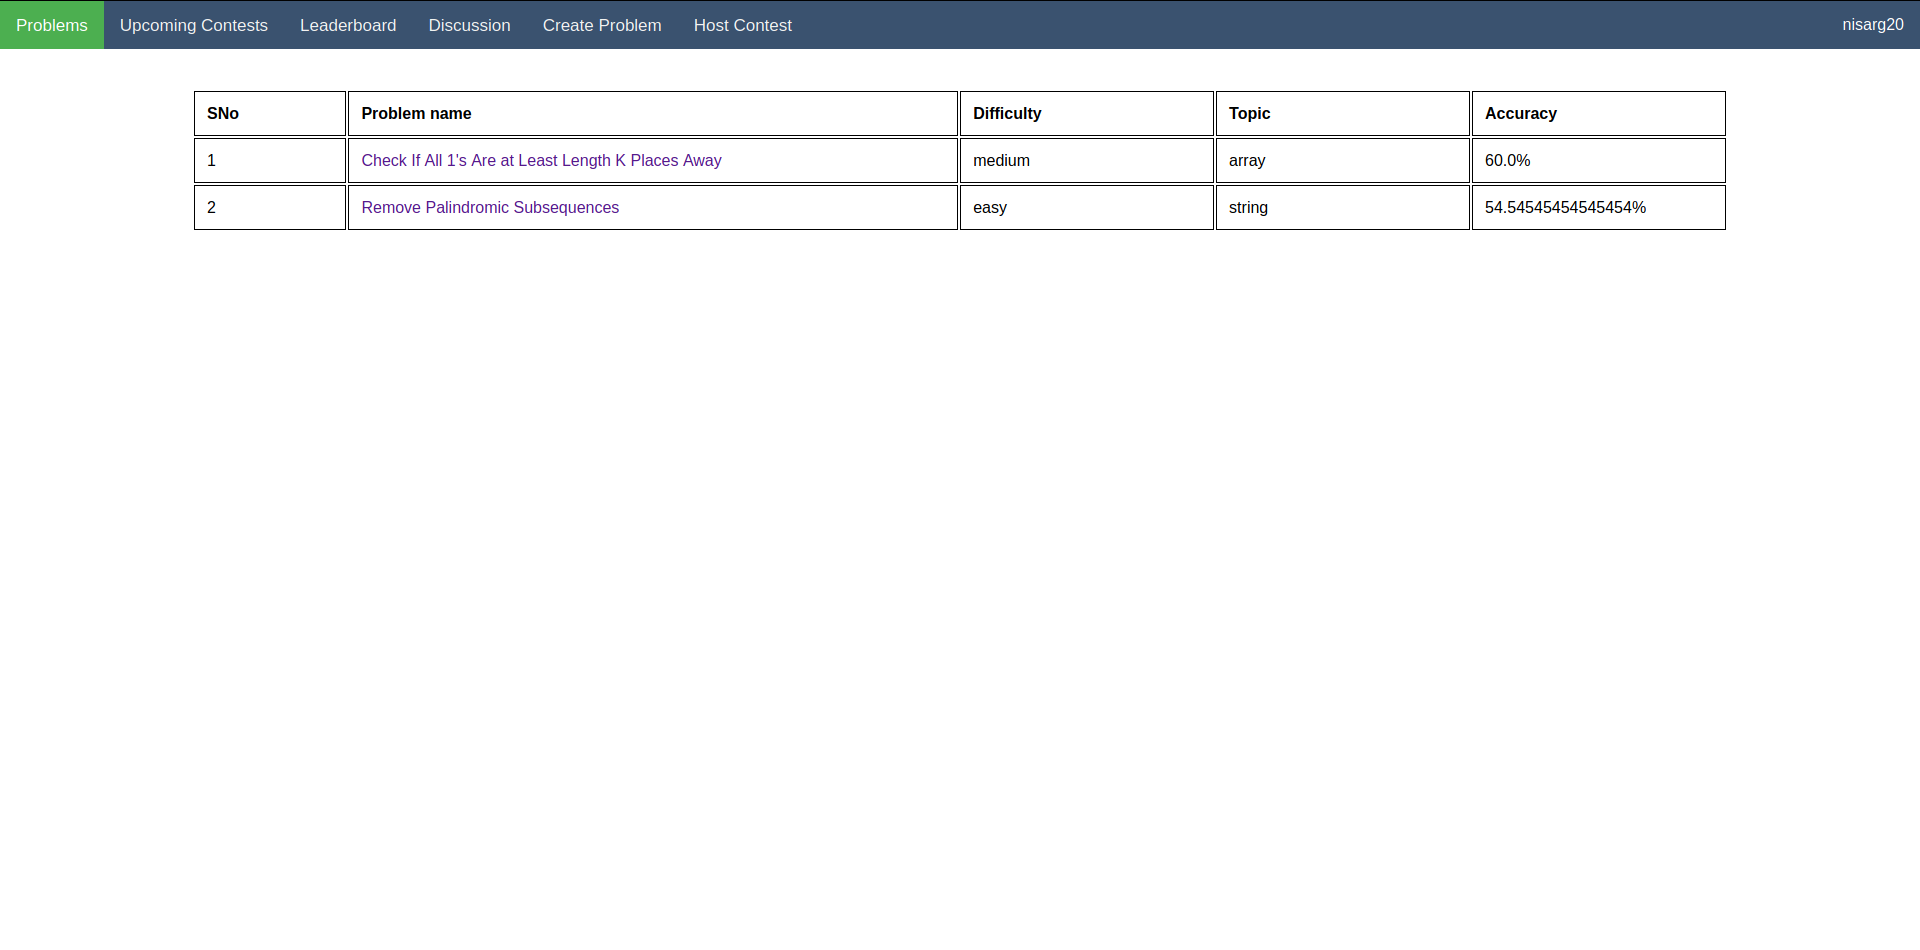 Problems Upcoming Contests Leaderboard Discussion Create Problem Host Contest nisarg20
SNo Problem name Difficulty Topic Accuracy
1 Check If All 1's Are at Least Length K Places Away medium array 60.0%
2 Remove Palindromic Subsequences easy string 54.54545454545454%